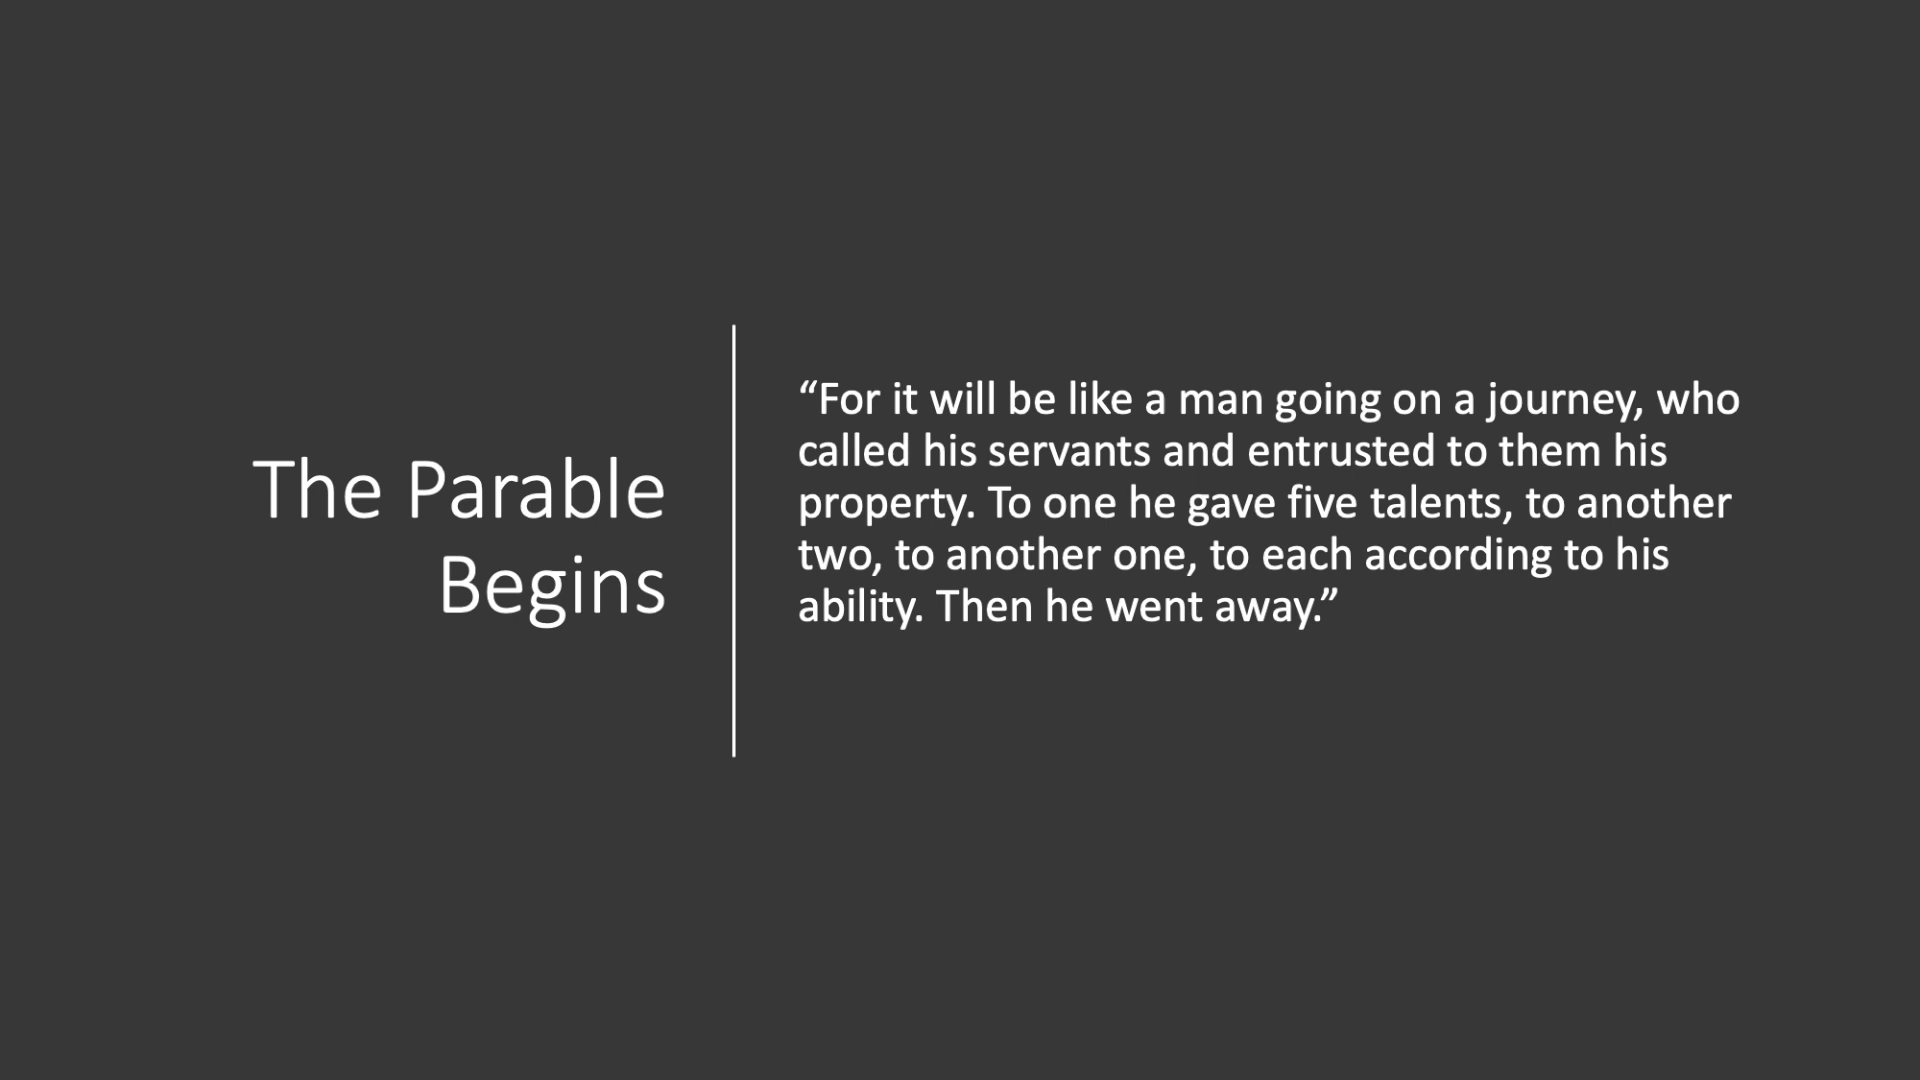 The Parable
Begins
“For it will be like a man going on a journey, who
called his servants and entrusted to them his
property. To one he gave five talents, to another
two, to another one, to each according to his
ability. Then he went away.”